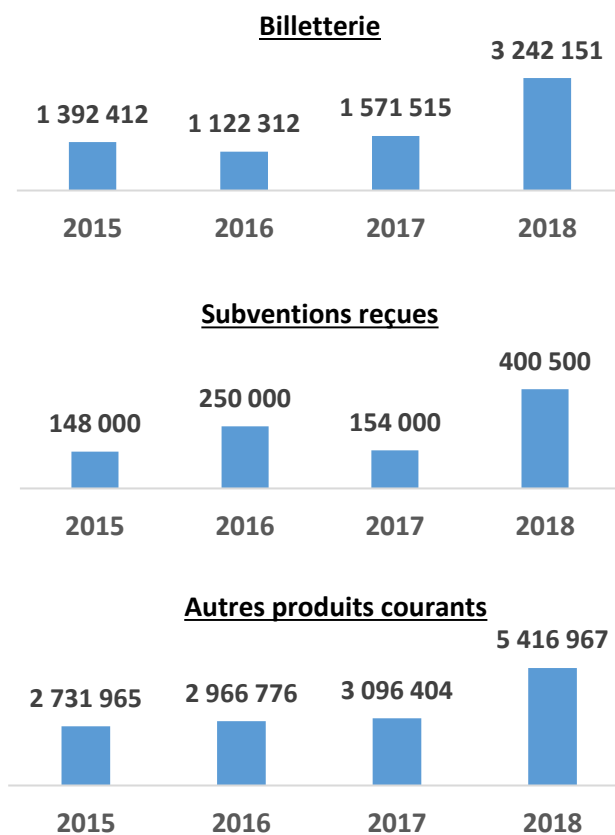 Billetterie
3 242 151
1 571 515
1 392 412
1 122 312
2015 2016 2017 2018
Subventions reçues
400 500
250 000
148 000 154 000
2015 2016 2017 2018
Autres produits courants
5 416 967
2 731 965 2 966 776 3 096 404
2015 2016 2017 2018